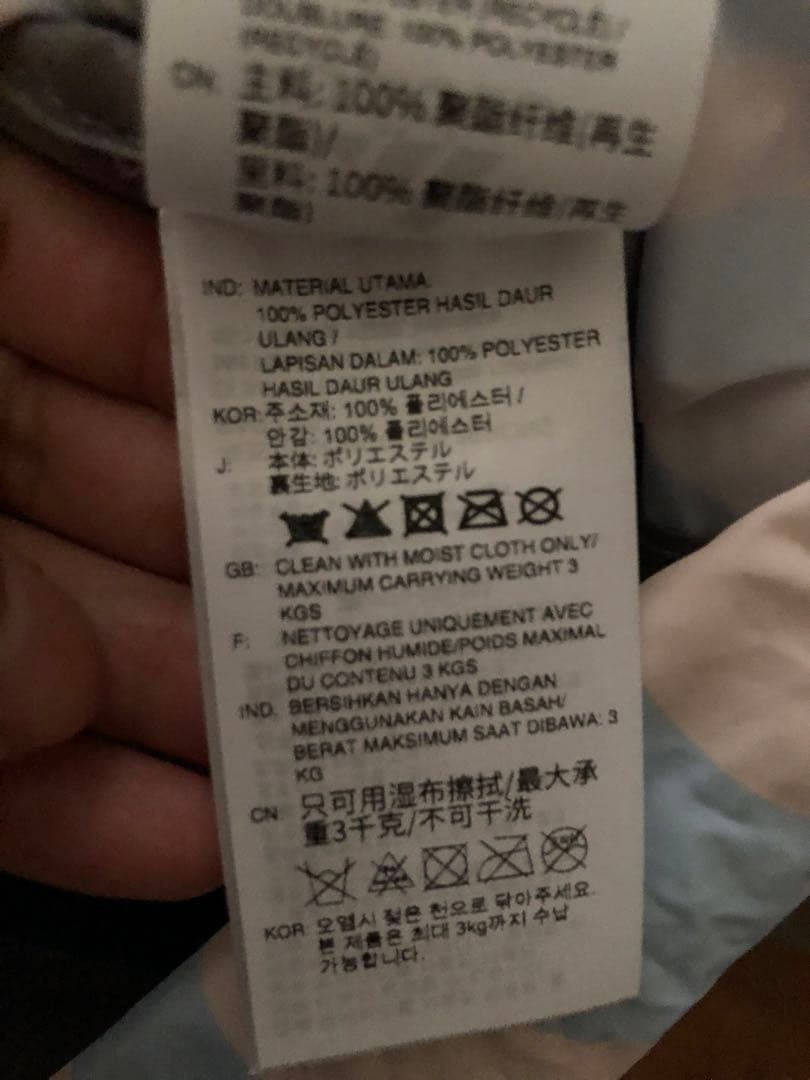 POLYESTER (RECYCLÉ) /
DOUBLURE 100% POLYESTER
(RECYCLÉ)
CN: 主料: 100% 聚酯纤维(再生
聚酯)/
里料: 100% 聚酯纤维(再生
聚酯)
IND: MATERIAL UTAMA:
100% POLYESTER HASIL DAUR
ULANG /
LAPISAN DALAM: 100% POLYESTER
HASIL DAUR ULANG
KOR: 주소재: 100% 폴리에스터 /
안감: 100% 폴리에스터
J: 本体: ポリエステル
裏生地: ポリエステル
GB: CLEAN WITH MOIST CLOTH ONLY/
MAXIMUM CARRYING WEIGHT 3
KGS
F: NETTOYAGE UNIQUEMENT AVEC
CHIFFON HUMIDE/POIDS MAXIMAL
DU CONTENU 3 KGS
IND: BERSIHKAN HANYA DENGAN
MENGGUNAKAN KAIN BASAH/
BERAT MAKSIMUM SAAT DIBAWA: 3
KG
CN: 只可用湿布擦拭/最大承
重3千克/不可干洗
KOR: 오염시 젖은 천으로 닦아주세요.
본 제품은 최대 3kg까지 수납
가능합니다.